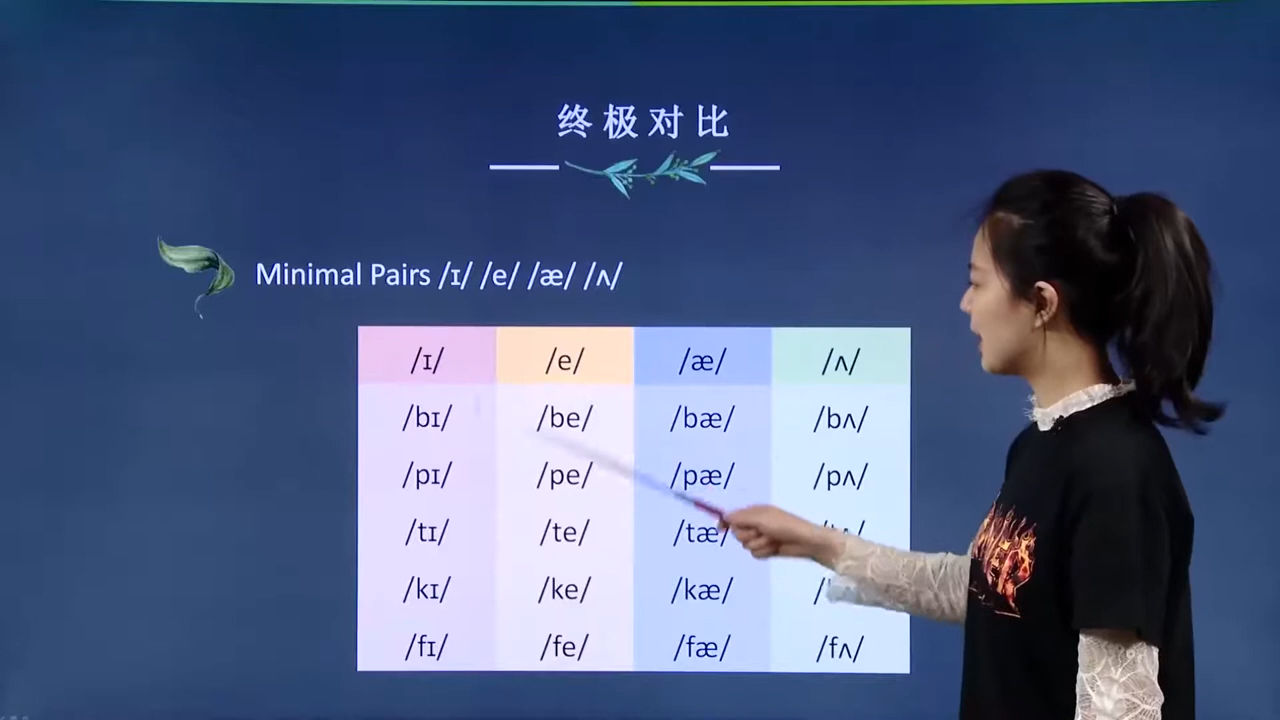 终极对比
Minimal Pairs /ɪ/ /e/ /æ/ /ʌ/
/ɪ/ /e/ /æ/ /ʌ/
/bɪ/ /be/ /bæ/ /bʌ/
/pɪ/ /pe/ /pæ/ /pʌ/
/tɪ/ /te/ /tæ/
/kɪ/ /ke/ /kæ/
/fɪ/ /fe/ /fæ/ /fʌ/